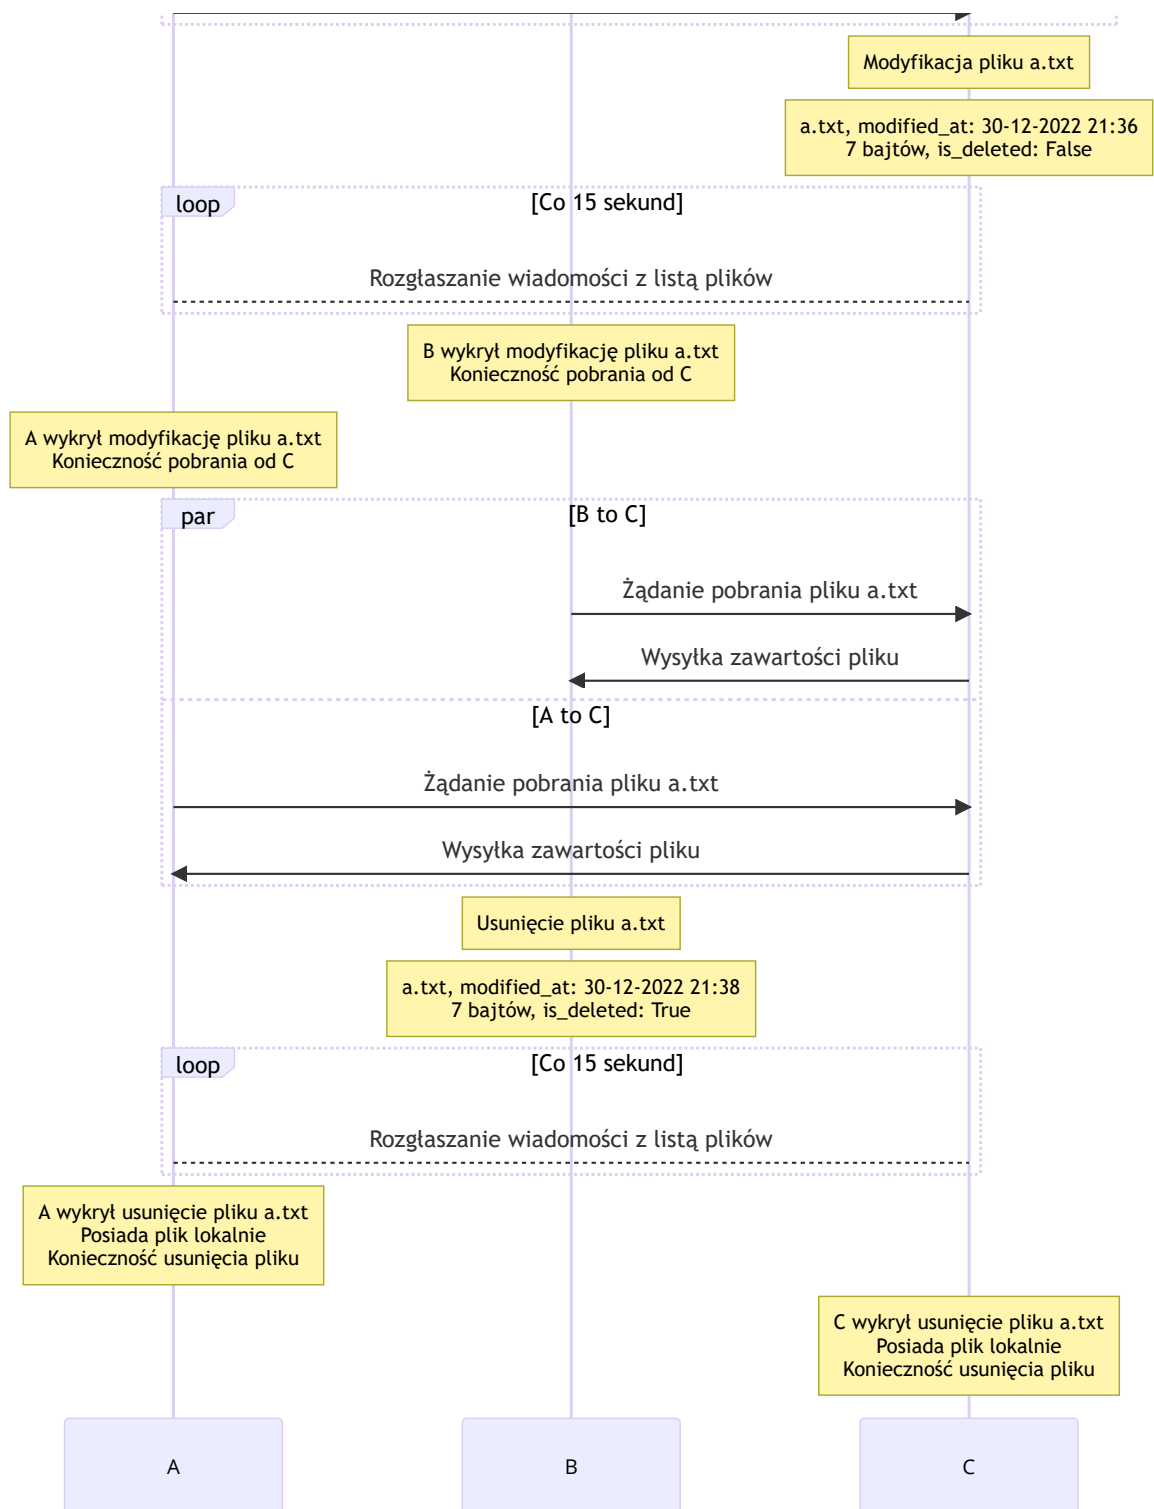 Modyfikacja pliku a.txt
a.txt, modified_at: 30-12-2022 21:36
7 bajtów, is_deleted: False
loop
[Co 15 sekund]
Rozgłaszanie wiadomości z listą plików
B wykrył modyfikację pliku a.txt
Konieczność pobrania od C
A wykrył modyfikację pliku a.txt
Konieczność pobrania od C
par
[B to C]
Żądanie pobrania pliku a.txt
Wysyłka zawartości pliku
[A to C]
Żądanie pobrania pliku a.txt
Wysyłka zawartości pliku
Usunięcie pliku a.txt
a.txt, modified_at: 30-12-2022 21:38
7 bajtów, is_deleted: True
loop
[Co 15 sekund]
Rozgłaszanie wiadomości z listą plików
A wykrył usunięcie pliku a.txt
Posiada plik lokalnie
Konieczność usunięcia pliku
C wykrył usunięcie pliku a.txt
Posiada plik lokalnie
Konieczność usunięcia pliku
A
B
C